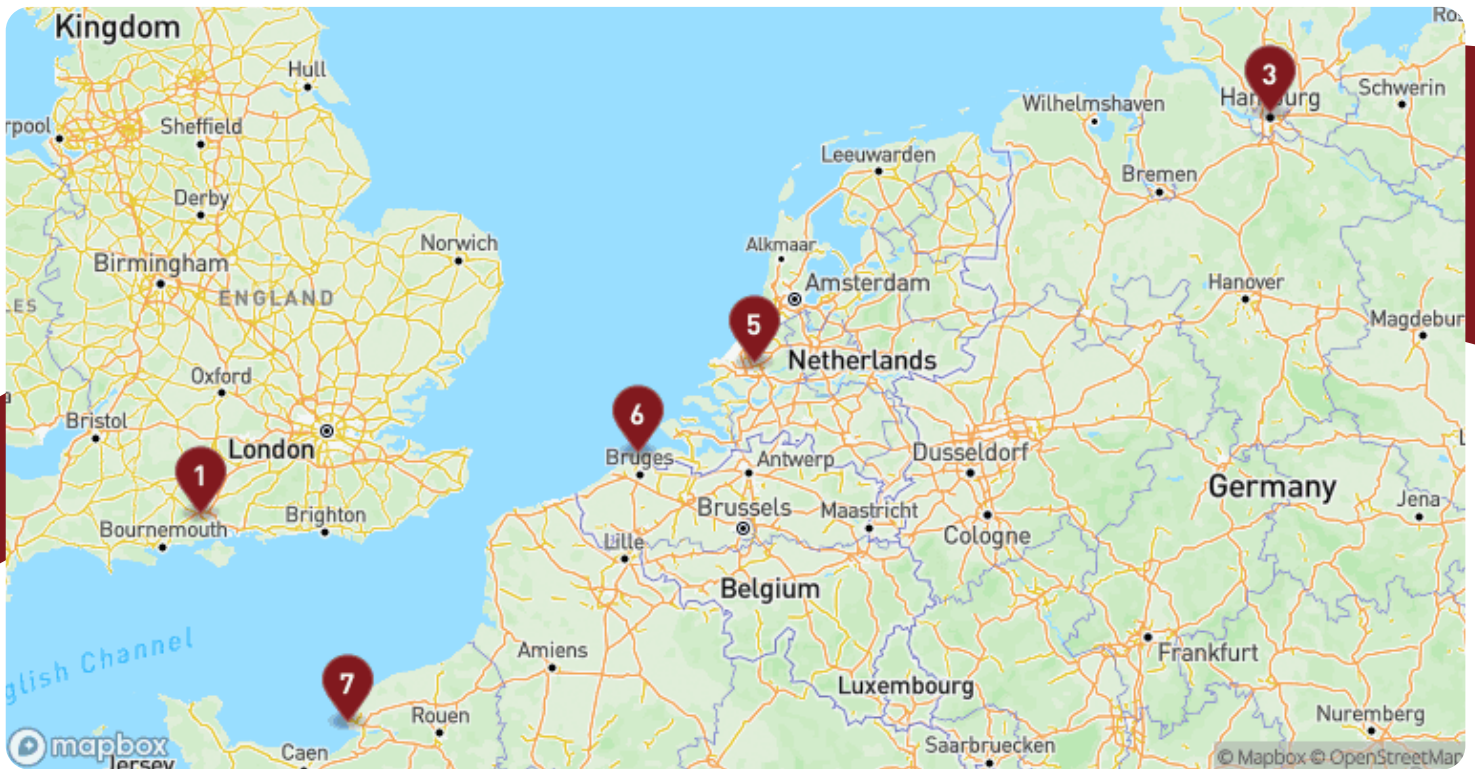 Kingdom
Ros
Hull
3
Hamburg
Schwerin
Wilhelmshaven
rpool
Sheffield
Leeuwarden
Bremen
Derby
Norwich
Alkmaar
Birmingham
Amsterdam
Hanover
ENGLAND
LES
5
Magdebur
Netherlands
Oxford
a
6
Bristol
London
Bruges
Antwerp
Dusseldorf
1
Germany
Brussels
Maastricht
Jena
Bournemouth
Brighton
Cologne
Lille
Belgium
glish Channel
Amiens
Frankfurt
7
Luxembourg
Rouen
Nuremberg
mapbox
Caen
Saarbruecken
Jersey
© Mapbox © OpenStreetMap